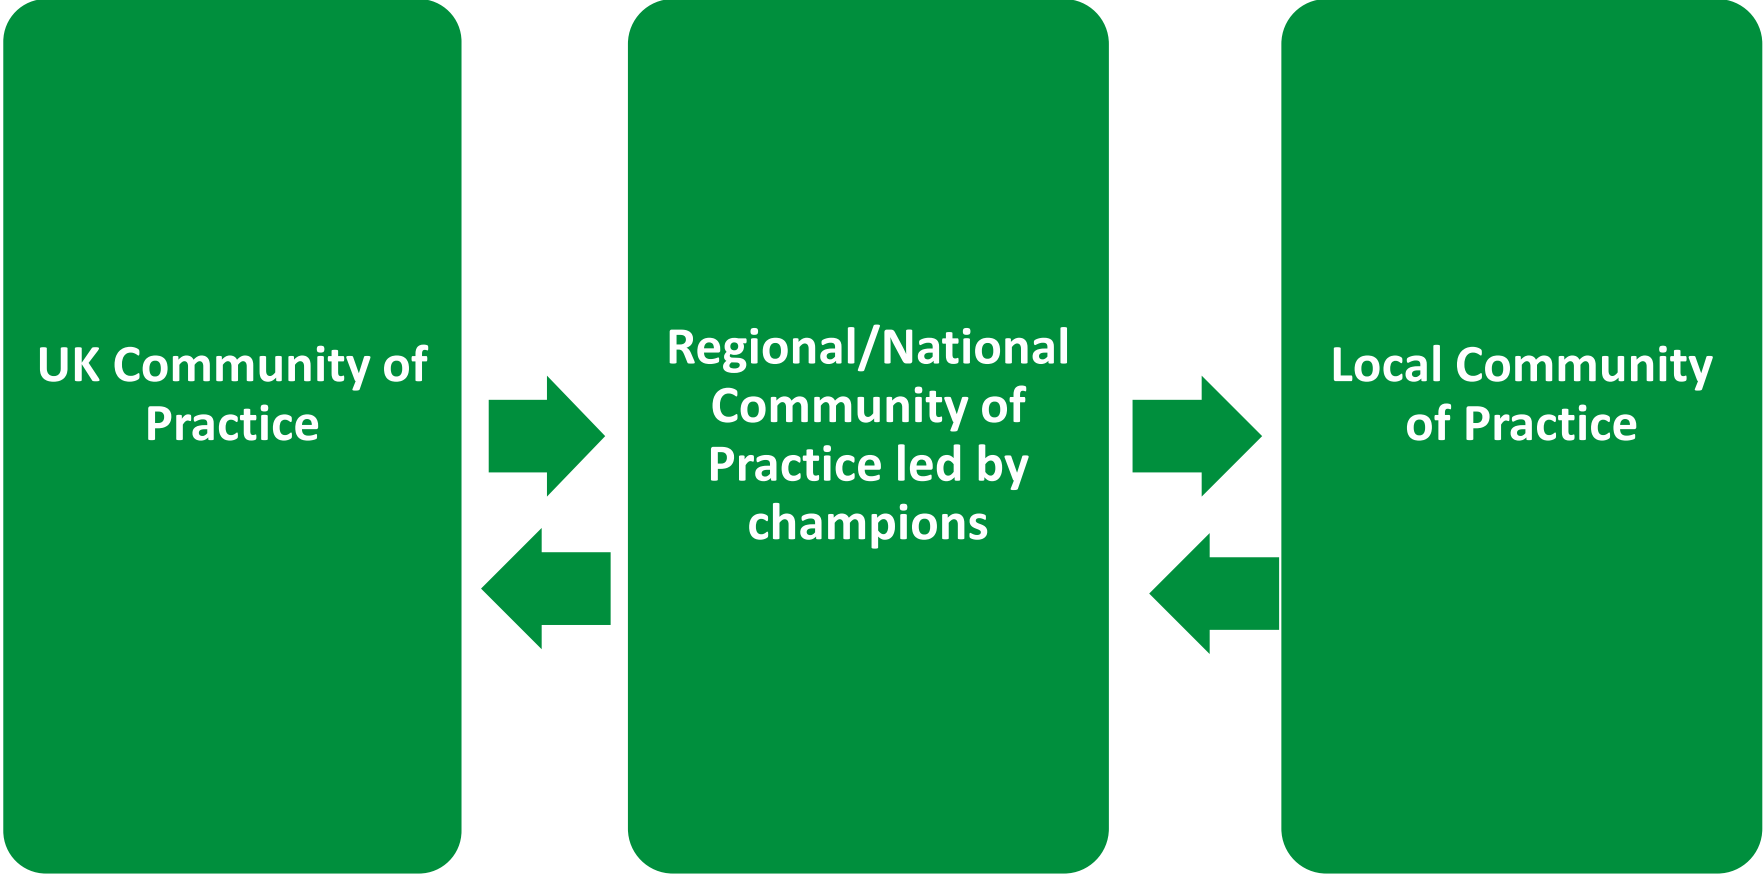 UK Community of
Practice
Regional/National
Community of
Practice led by
champions
Local Community
of Practice